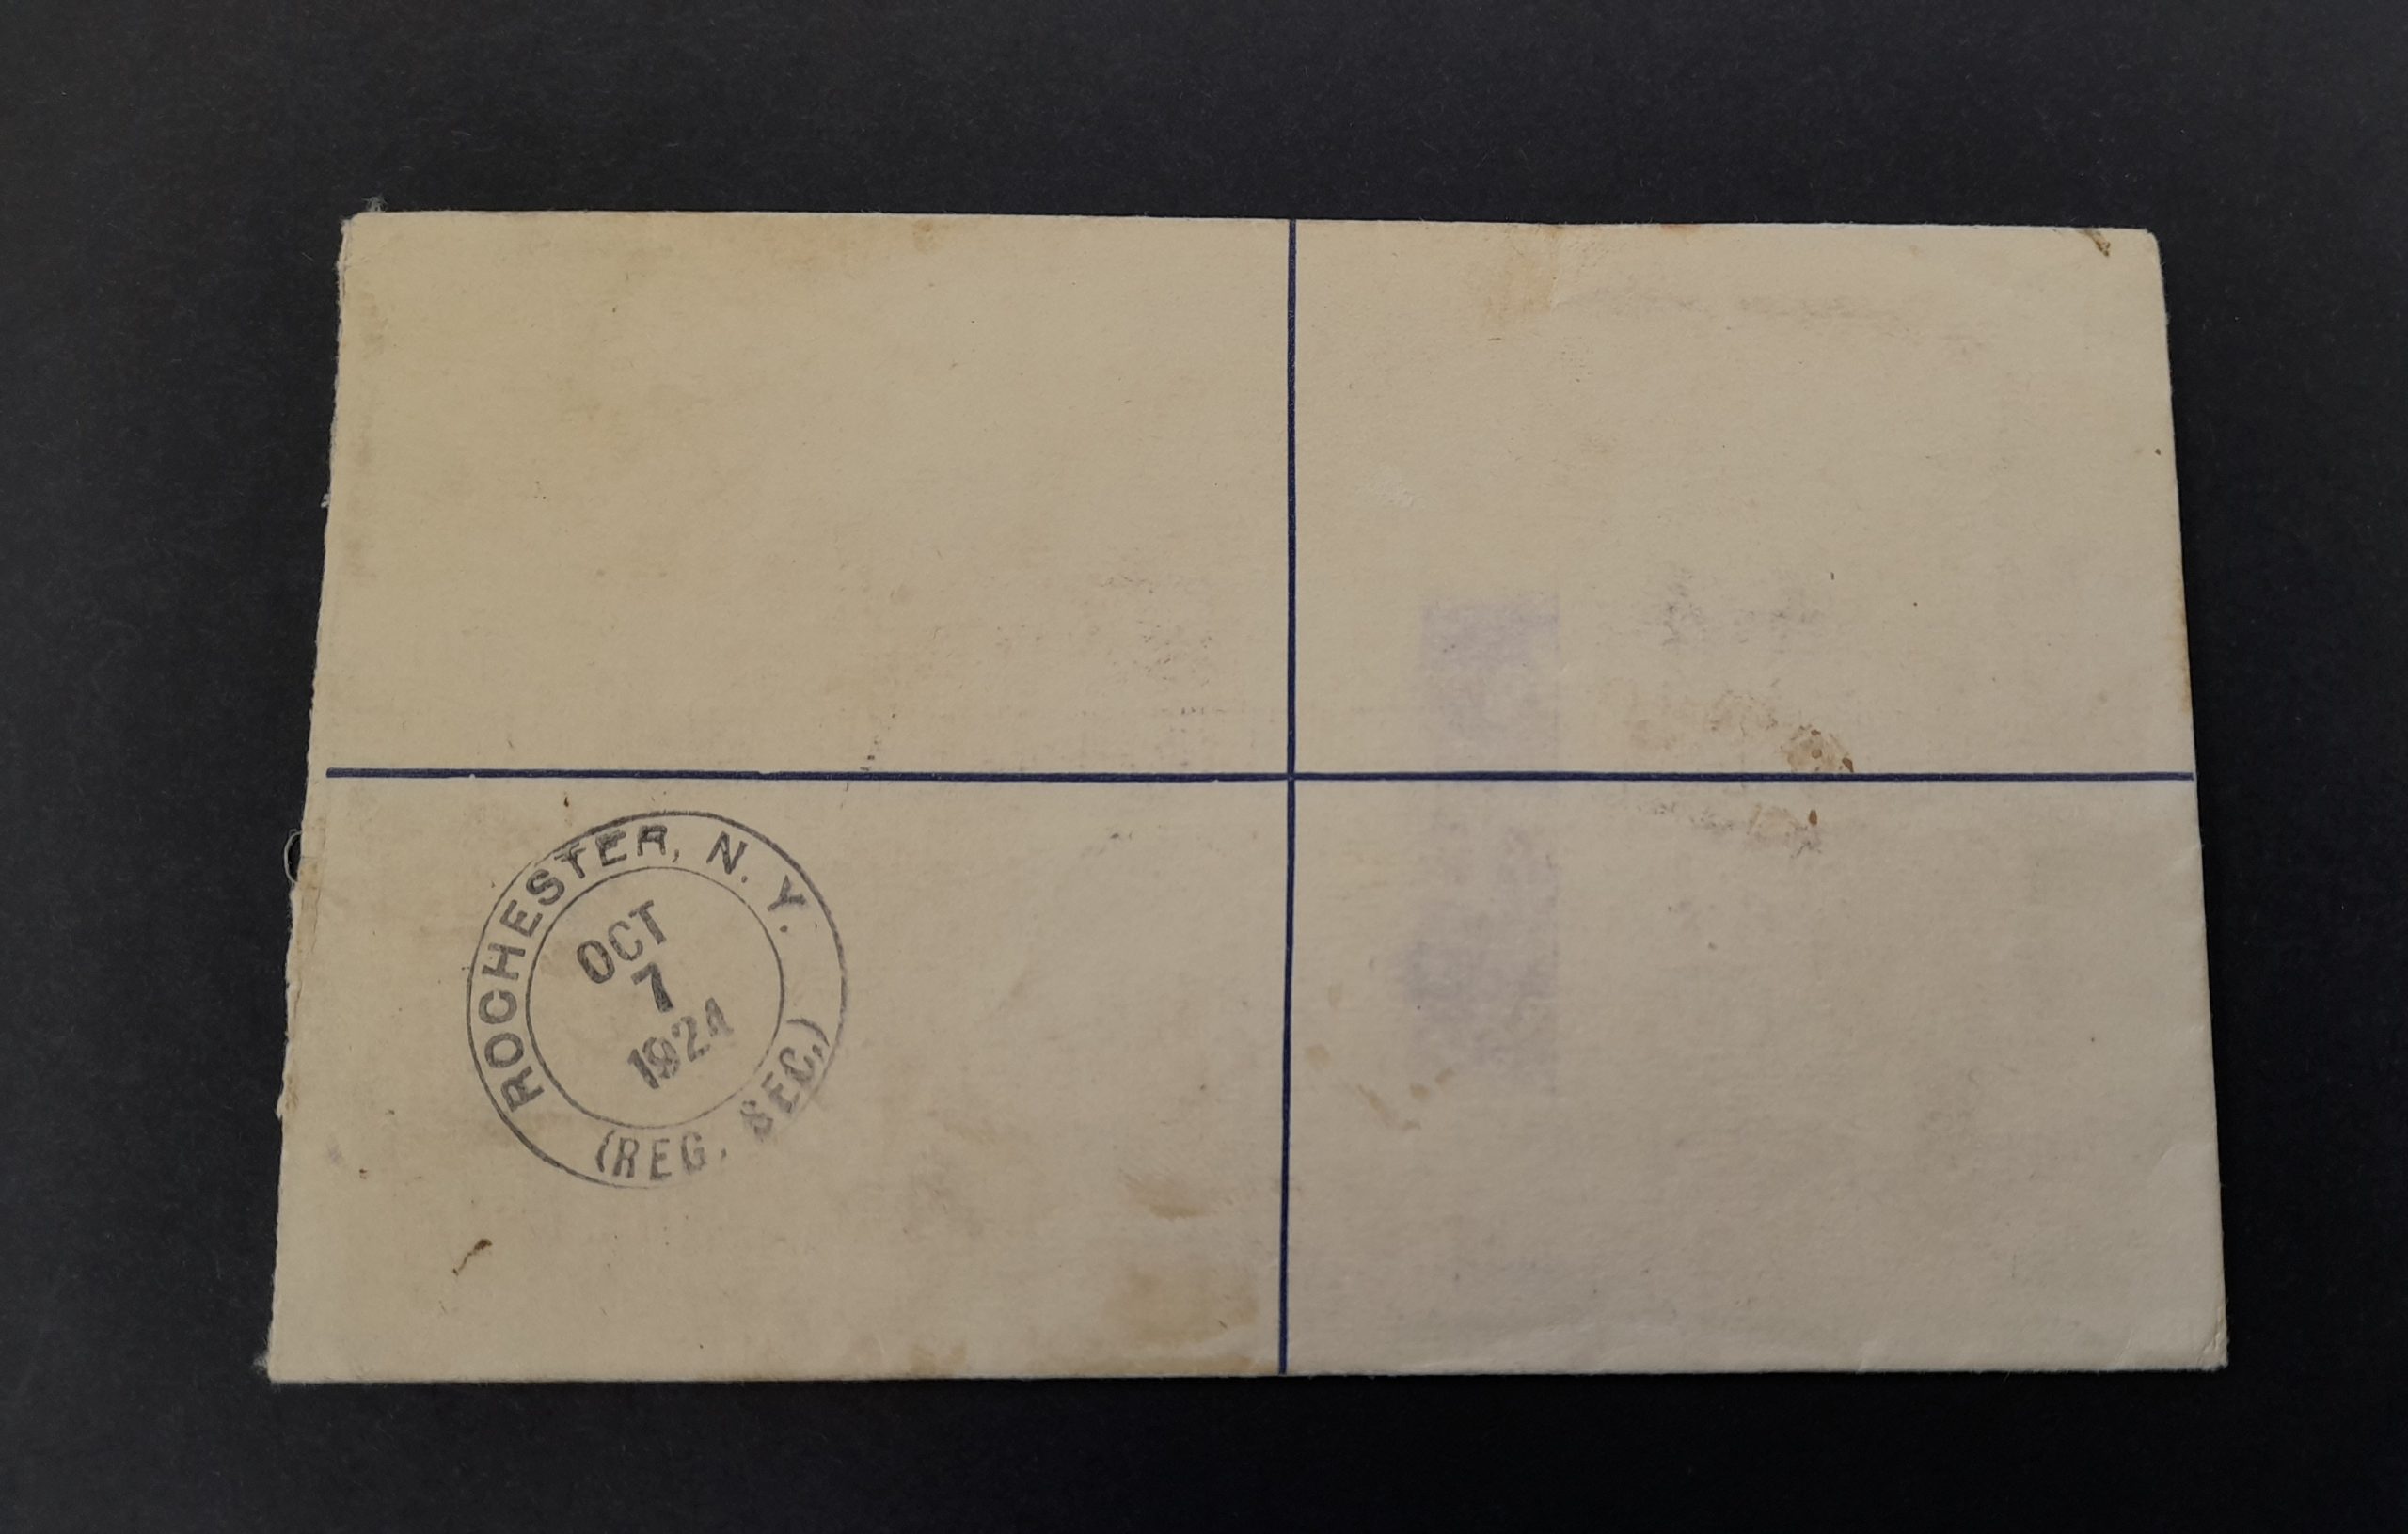 ROCHESTER, N. Y.
OCT
7
1924
(REG. SEC.)